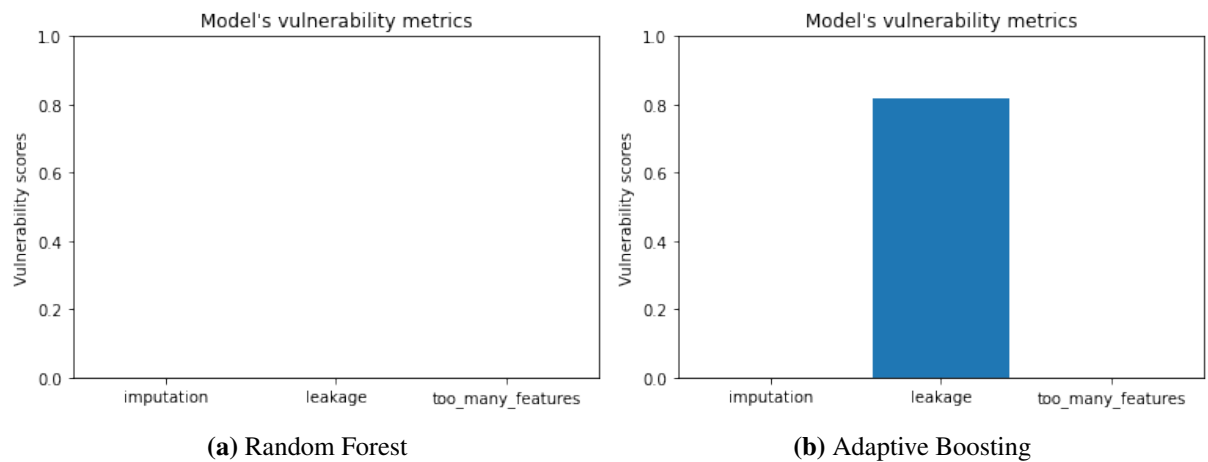 Model's vulnerability metrics
Vulnerability scores
1.0
0.8
0.6
0.4
0.2
0.0
imputation leakage too_many_features
(a) Random Forest
Model's vulnerability metrics
Vulnerability scores
1.0
0.8
0.6
0.4
0.2
0.0
imputation leakage too_many_features
(b) Adaptive Boosting